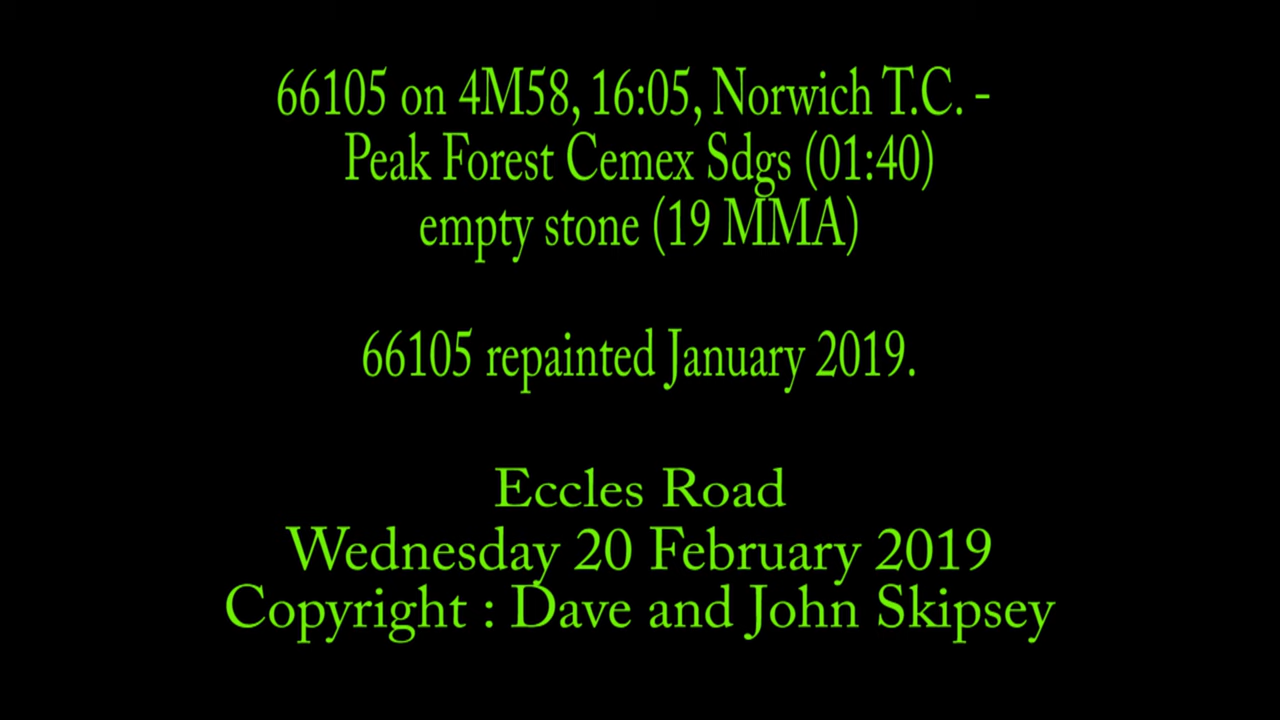 66105 on 4M58, 16:05, Norwich T.C. -
Peak Forest Cemex Sdgs (01:40)
empty stone (19 MMA)
66105 repainted January 2019.
Eccles Road
Wednesday 20 February 2019
Copyright : Dave and John Skipsey